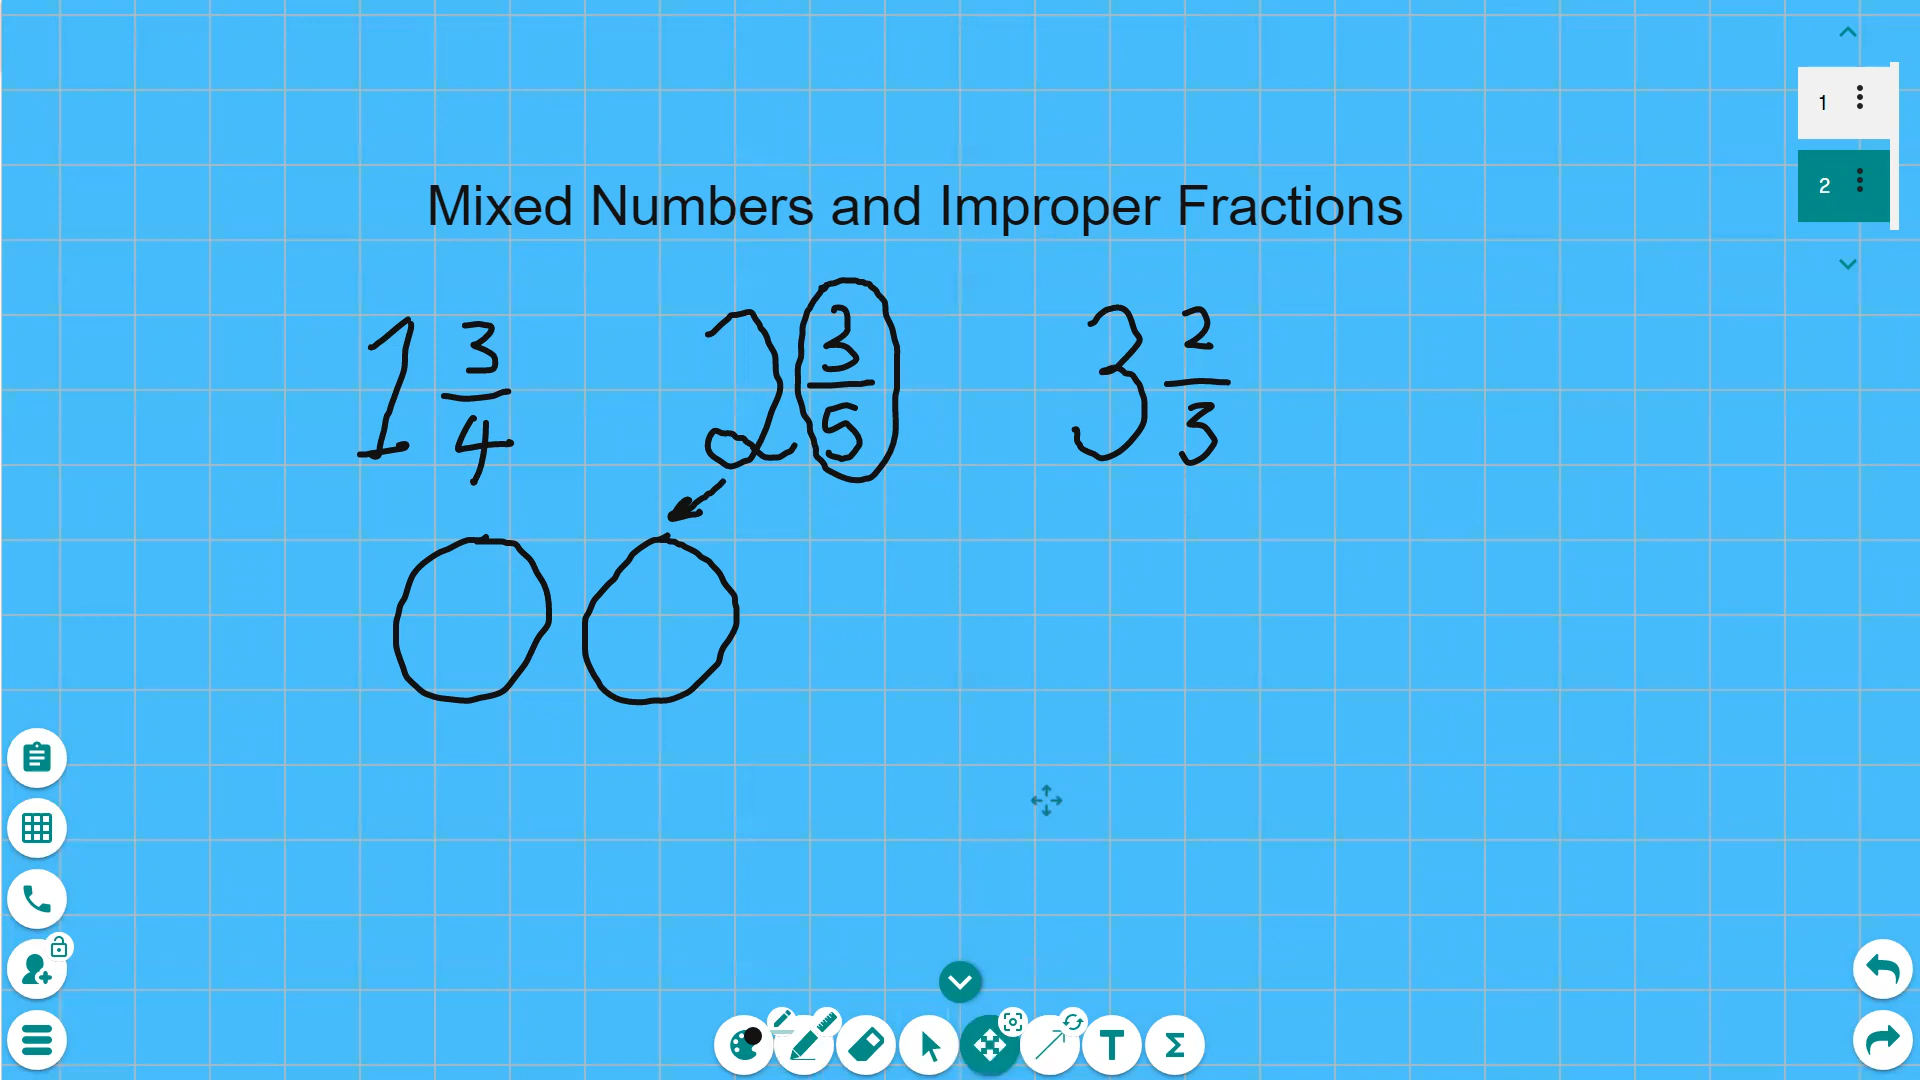 1
2
Mixed Numbers and Improper Fractions
1 3/4 2 3/5 3 2/3